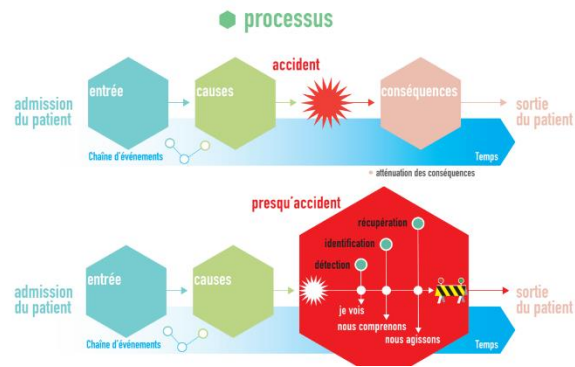 processus
accident
admission
du patient
entrée
causes
conséquences
sortie
du patient
Chaîne d'événements
Temps
+ atténuation des conséquences
presqu'accident
récupération
identification
détection
admission
du patient
entrée
causes
sortie
du patient
je vois
nous comprenons
nous agissons
Chaîne d'événements
Temps